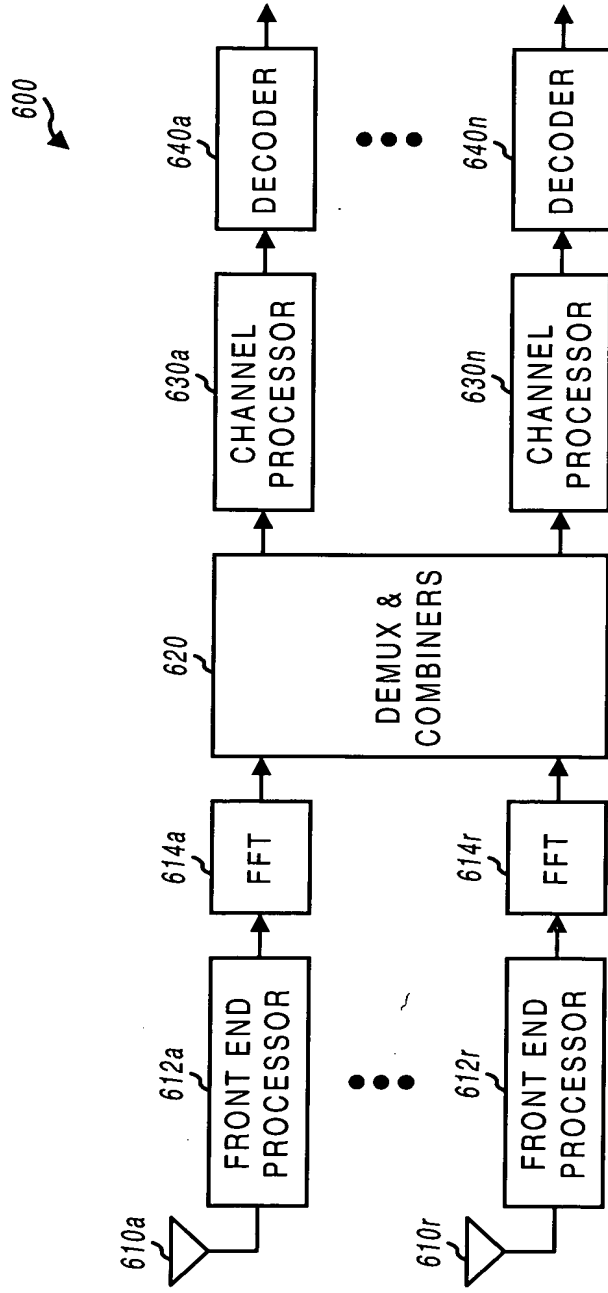 600
610a
612a
FRONT END
PROCESSOR
614a
FFT
620
DEMUX &
COMBINERS
630a
CHANNEL
PROCESSOR
640a
DECODER
610r
612r
FRONT END
PROCESSOR
614r
FFT
630n
CHANNEL
PROCESSOR
640n
DECODER